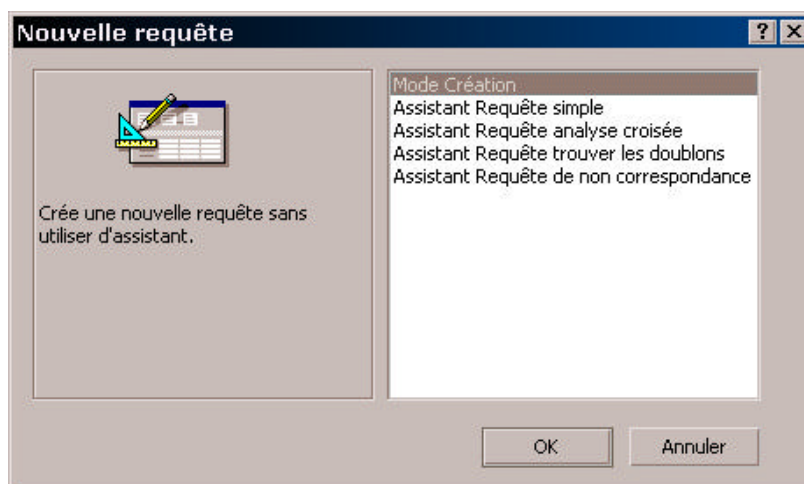 Nouvelle requête
Crée une nouvelle requête sans
utiliser d'assistant.
Mode Création
Assistant Requête simple
Assistant Requête analyse croisée
Assistant Requête trouver les doublons
Assistant Requête de non correspondance
OK
Annuler